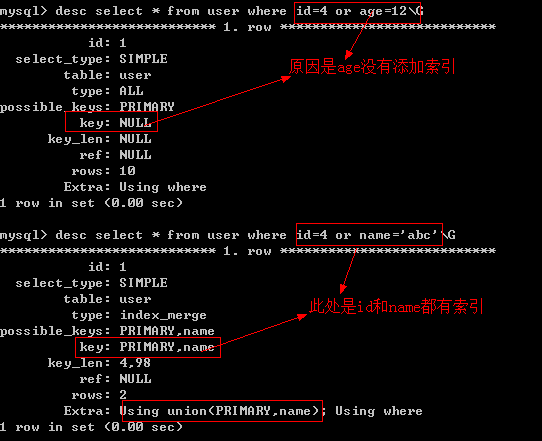 mysql> desc select * from user where id=4 or age=12\G
*************************** 1. row ***************************
id: 1
select_type: SIMPLE
table: user
type: ALL
possible_keys: PRIMARY
key: NULL
key_len: NULL
ref: NULL
rows: 10
Extra: Using where
1 row in set (0.00 sec)
原因是age没有添加索引
mysql> desc select * from user where id=4 or name='abc'\G
*************************** 1. row ***************************
id: 1
select_type: SIMPLE
table: user
type: index_merge
possible_keys: PRIMARY,name
key: PRIMARY,name
key_len: 4,98
ref: NULL
rows: 2
Extra: Using union(PRIMARY,name); Using where
1 row in set (0.00 sec)
此处是id和name都有索引